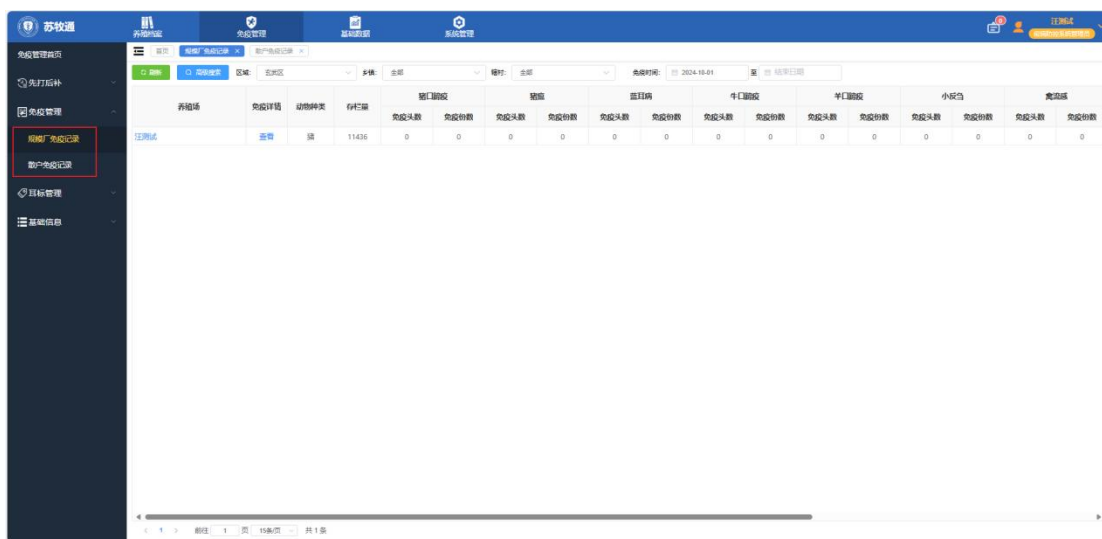 苏牧通
养殖档案 免疫管理 基础数据 系统管理
汪测试
免疫管理首页
首页 规模厂免疫记录 × 散户免疫记录 ×
先打后补
刷新 高级搜索 区域: 玄武区 乡镇: 全部 辖村: 全部 免疫时间: 2024-10-01 至 结束日期
养殖场 免疫详情 动物种类 存栏量 猪口蹄疫 猪瘟 蓝耳病 牛口蹄疫 羊口蹄疫 小反刍 禽流感
免疫头数 免疫份数 免疫头数 免疫份数 免疫头数 免疫份数 免疫头数 免疫份数 免疫头数 免疫份数 免疫头数 免疫份数 免疫头数 免疫份数
免疫管理
规模厂免疫记录
汪测试 查看 猪 11436 0 0 0 0 0 0 0 0 0 0 0 0 0 0
散户免疫记录
耳标管理
基础信息
< 1 > 前往 1 页 15条/页 共 1 条